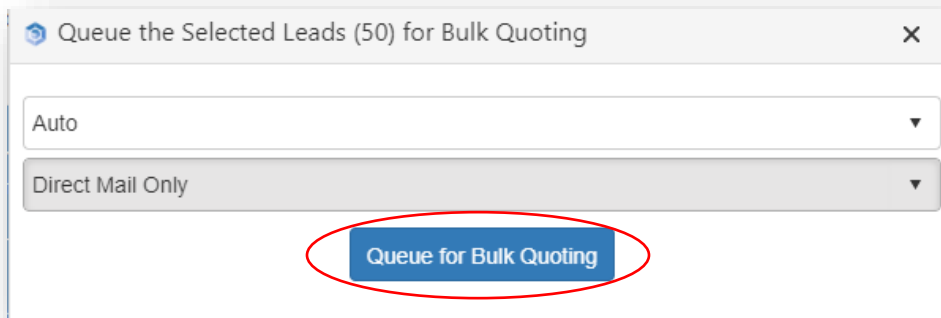 Queue the Selected Leads (50) for Bulk Quoting
Auto
Direct Mail Only
Queue for Bulk Quoting